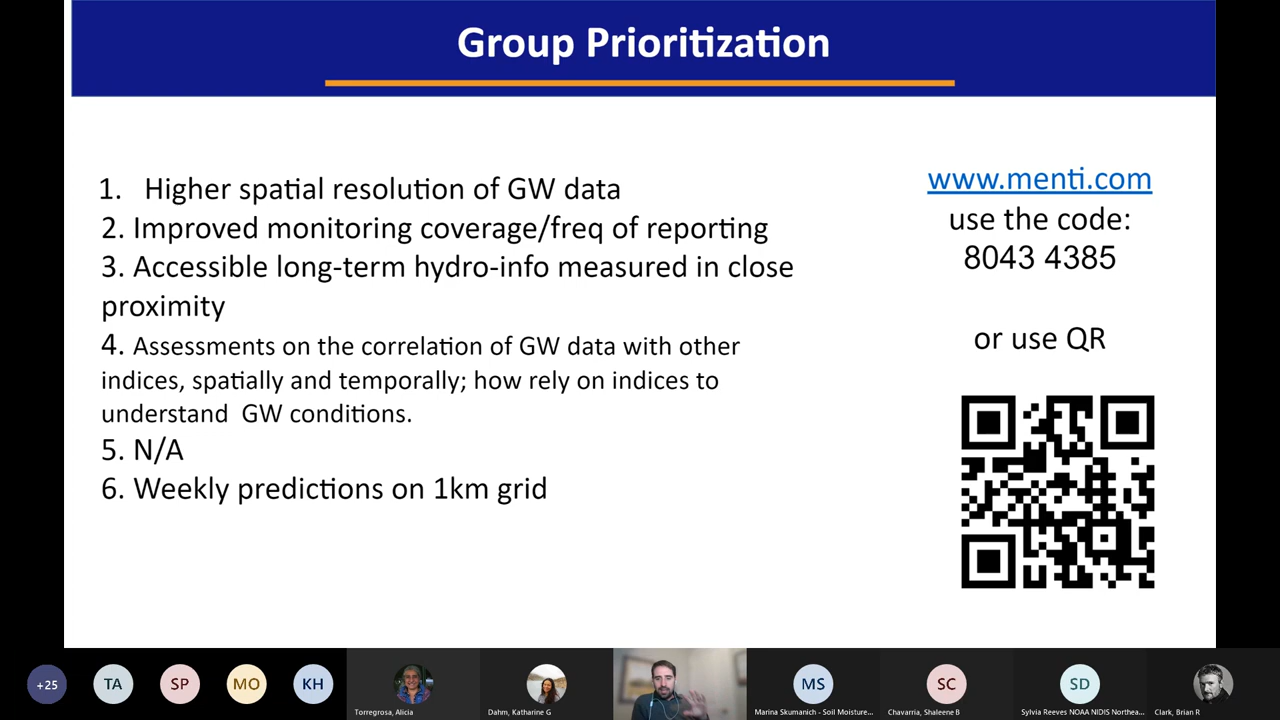 Group Prioritization
1. Higher spatial resolution of GW data
2. Improved monitoring coverage/freq of reporting
3. Accessible long-term hydro-info measured in close
proximity
4. Assessments on the correlation of GW data with other
indices, spatially and temporally; how rely on indices to
understand GW conditions.
5. N/A
6. Weekly predictions on 1km grid
www.menti.com
use the code:
8043 4385
or use QR
+25
TA
SP
MO
KH
MS
SC
SD
Torregrosa, Alicia
Dahm, Katharine G
Marina Skumanich - Soil Moisture...
Chavarria, Shaleene B
Sylvia Reeves NOAA NIDIS Northea...
Clark, Brian R